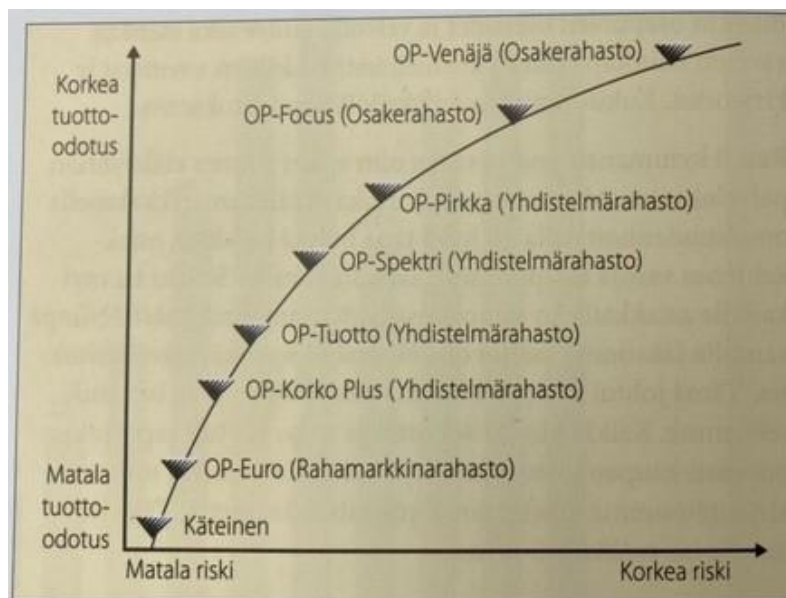 OP-Venäjä (Osakerahasto)
Korkea
tuotto-
odotus
OP-Focus (Osakerahasto)
OP-Pirkka (Yhdistelmärahasto)
OP-Spektri (Yhdistelmärahasto)
OP-Tuotto (Yhdistelmärahasto)
OP-Korko Plus (Yhdistelmärahasto)
OP-Euro (Rahamarkkinarahasto)
Matala
tuotto-
odotus
Käteinen
Matala riski
Korkea riski